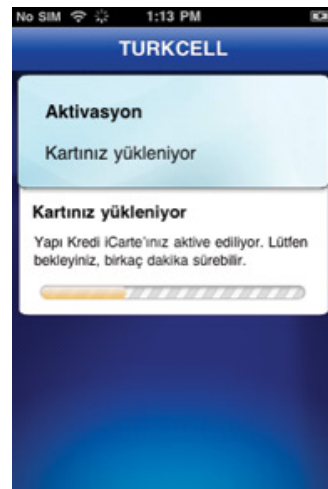 No SIM 1:13 PM
TURKCELL
Aktivasyon
Kartınız yükleniyor
Kartınız yükleniyor
Yapı Kredi iCarte'ınız aktive ediliyor. Lütfen
bekleyiniz, birkaç dakika sürebilir.